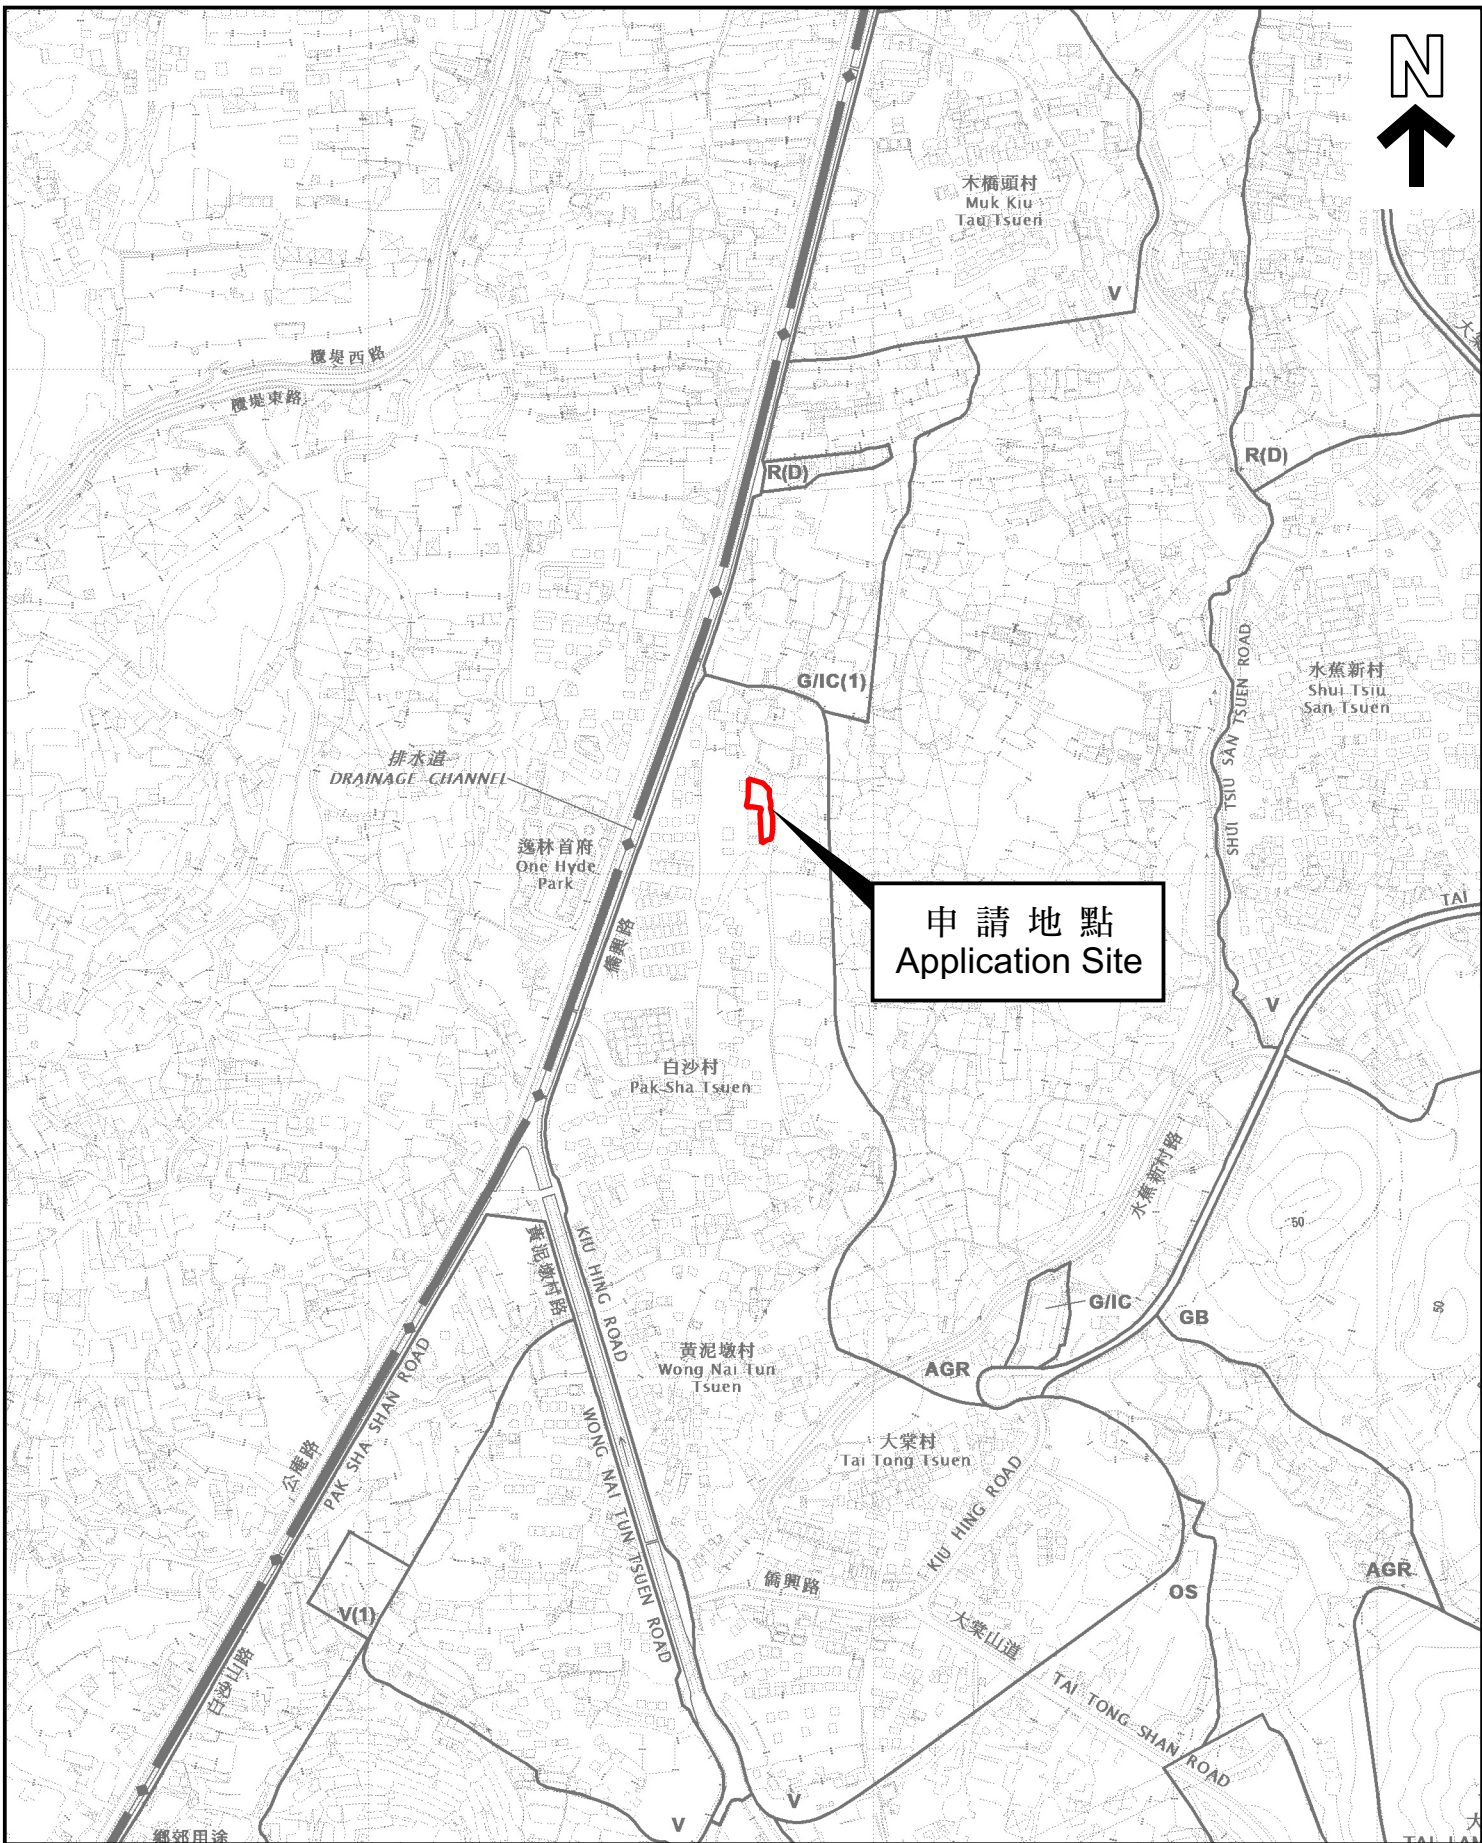 N
木橋頭村
Muk Kiu
Tau Tsuen
V
欖堤西路
欖堤東路
R(D)
R(D)
G/IC(1)
水蕉新村
Shui Tsiu
San Tsuen
SHUI TSIU SAN TSUEN ROAD
排水道
DRAINAGE CHANNEL
逸林首府
One Hyde
Park
僑興路
申請地點
Application Site
TAI
V
白沙村
Pak Sha Tsuen
水蕉新村路
50
50
黃泥墩村路
KIU HING ROAD
G/IC
GB
黃泥墩村
Wong Nai Tun
Tsuen
AGR
公庵路
PAK SHA SHAN ROAD
WONG NAI TUN TSUEN ROAD
大棠村
Tai Tong Tsuen
KIU HING ROAD
僑興路
AGR
OS
V(1)
大棠山道
TAI TONG SHAN ROAD
白沙山路
V
V
鄉郊用途